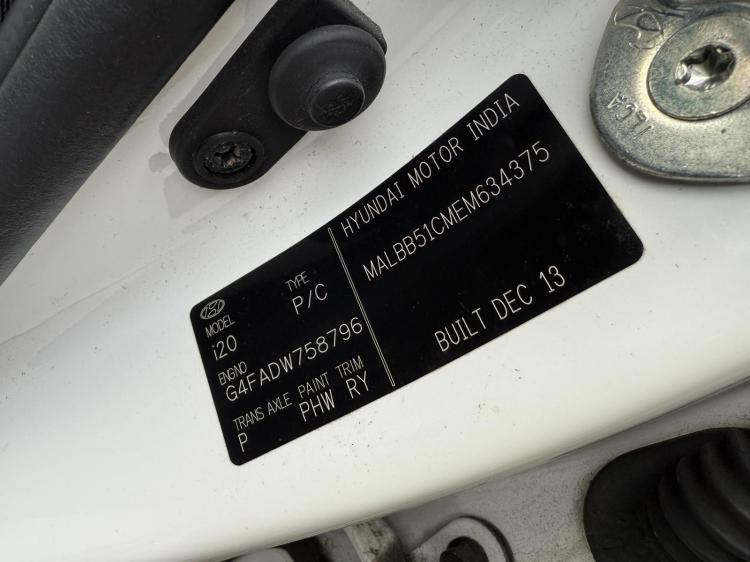 MODEL TYPE
i20 P/C
ENGNO
G4FADW758796
TRANS AXLE PAINT TRIM
P PHW RY
HYUNDAI MOTOR INDIA
MALBB51CMEM634375
BUILT DEC 13